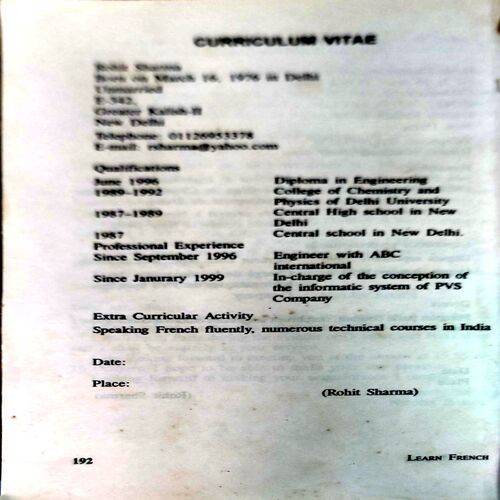 CURRICULUM VITAE
Rohit Sharma
Born on March 16, 1976 in Delhi
Unmarried
E-342,
Greater Kailsh-II
New Delhi
Telephone: 01126953378
E-mail: rsharma@yahoo.com
Qualifications
June 1996 Diploma in Engineering
1989-1992 College of Chemistry and
Physics of Delhi University
1987-1989 Central High school in New
Delhi
1987 Central school in New Delhi.
Professional Experience
Since September 1996 Engineer with ABC
international
Since Janurary 1999 In-charge of the conception of
the informatic system of PVS
Company
Extra Curricular Activity
Speaking French fluently, numerous technical courses in India
Date:
Place:
(Rohit Sharma)
192 LEARN FRENCH